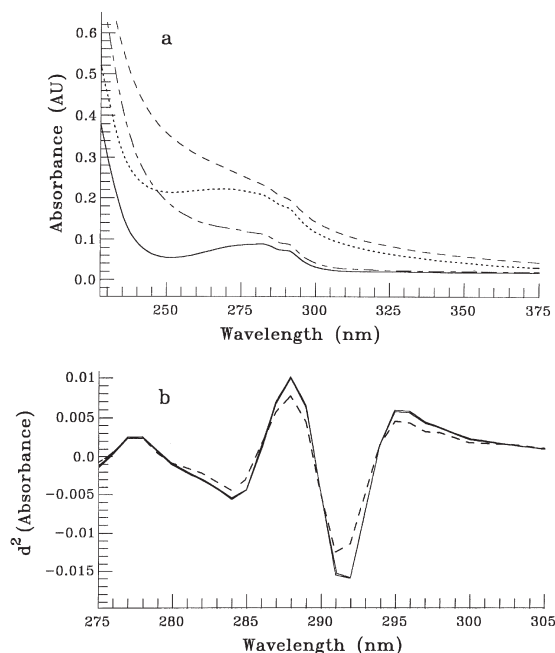 a
0.6
0.5
0.4
0.3
0.2
0.1
0.0
Absorbance (AU)
250 275 300 325 350 375
Wavelength (nm)
b
0.01
0.005
0.0
−0.005
−0.01
−0.015
d² (Absorbance)
275 280 285 290 295 300 305
Wavelength (nm)